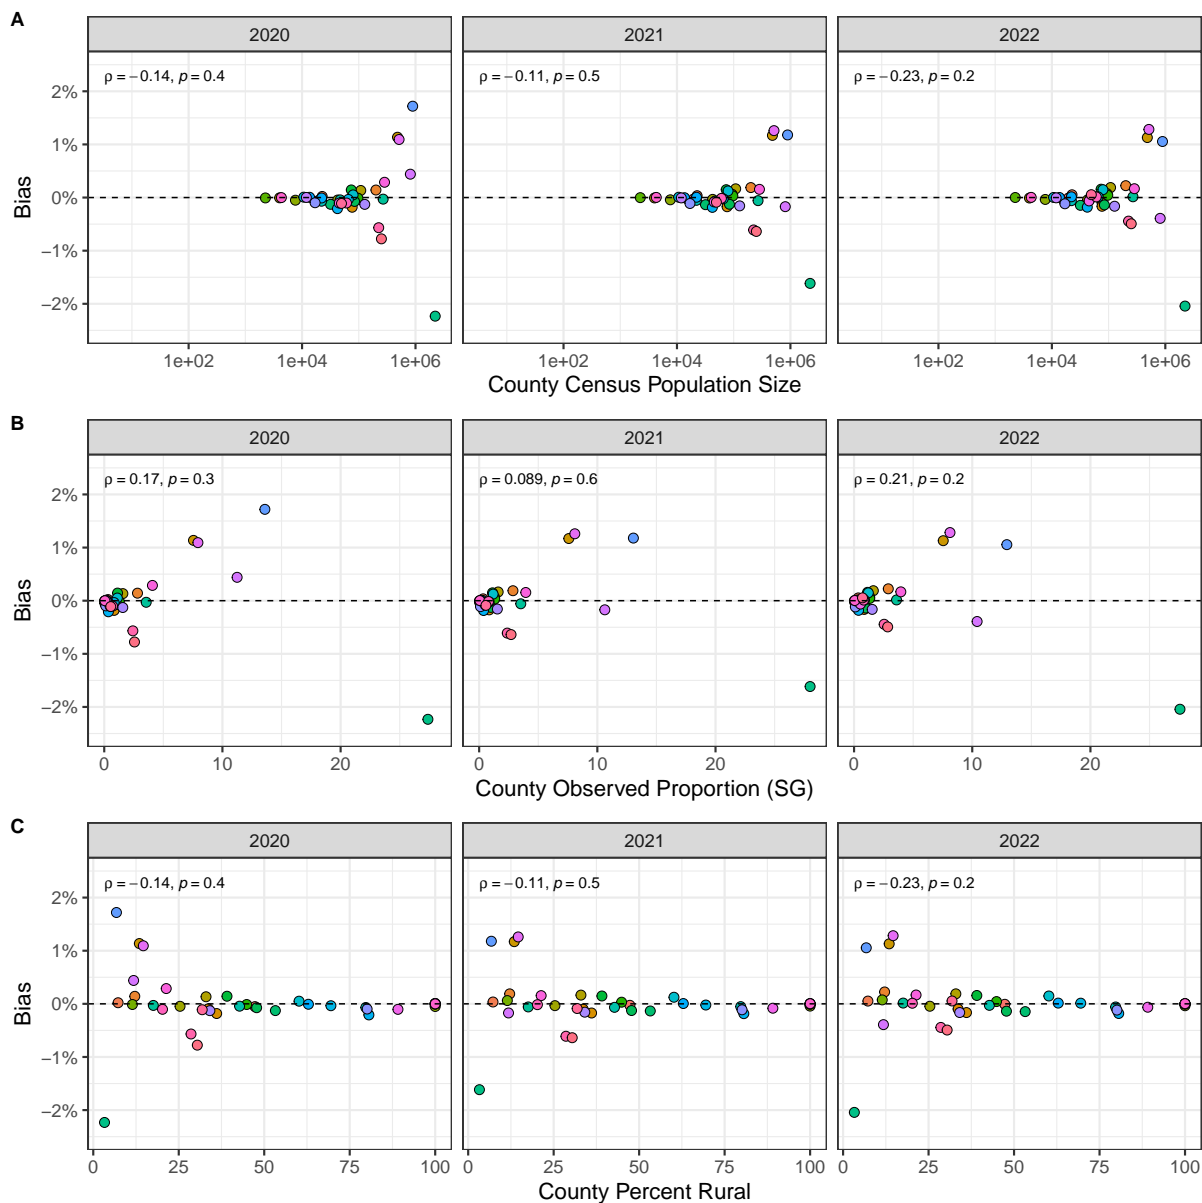 A
2020 2021 2022
ρ = −0.14, p = 0.4 ρ = −0.11, p = 0.5 ρ = −0.23, p = 0.2
2%
1%
0%
−1%
−2%
Bias
1e+02 1e+04 1e+06 1e+02 1e+04 1e+06 1e+02 1e+04 1e+06
County Census Population Size
B
2020 2021 2022
ρ = 0.17, p = 0.3 ρ = 0.089, p = 0.6 ρ = 0.21, p = 0.2
2%
1%
0%
−1%
−2%
Bias
0 10 20 0 10 20 0 10 20
County Observed Proportion (SG)
C
2020 2021 2022
ρ = −0.14, p = 0.4 ρ = −0.11, p = 0.5 ρ = −0.23, p = 0.2
2%
1%
0%
−1%
−2%
Bias
0 25 50 75 100 0 25 50 75 100 0 25 50 75 100
County Percent Rural